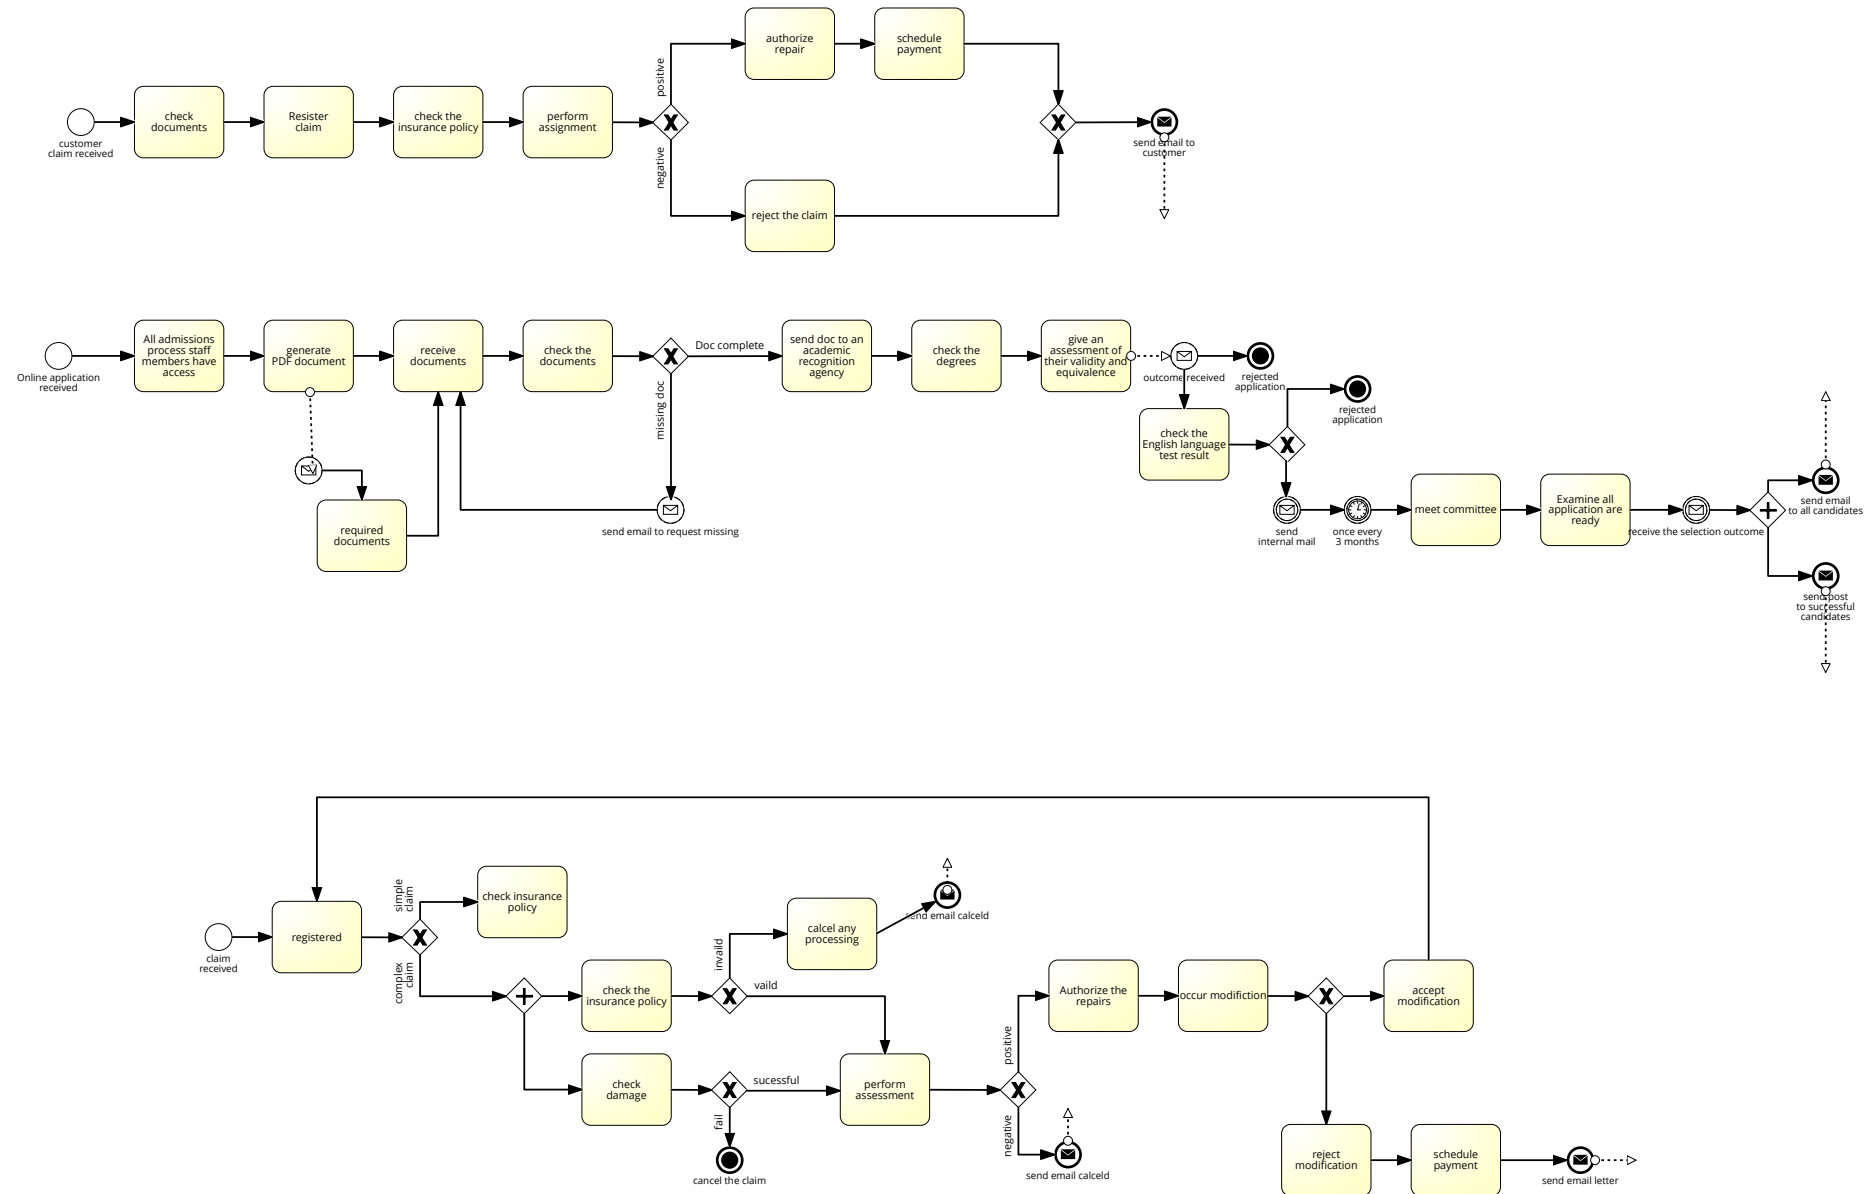 authorize
repair
schedule
payment
positive
check
documents
Resister
claim
check the
insurance policy
perform
assignment
customer
claim received
send email to
customer
negative
reject the claim
All admissions
process staff
members have
access
generate
PDF document
receive
documents
check the
documents
Doc complete
send doc to an
academic
recognition
agency
check the
degrees
give an
assessment of
their validity and
equivalence
Online application
received
outcome received
rejected
application
missing doc
rejected
application
check the
English language
test result
required
documents
send email to request missing
send
internal mail
once every
3 months
meet committee
Examine all
application are
ready
receive the selection outcome
send email
to all candidates
send post
to successful
candidates
simple
claim
check insurance
policy
registered
claim
received
complex
claim
calcel any
processing
send email calceld
invaild
vaild
check the
insurance policy
Authorize the
repairs
occur modifiction
accept
modification
positive
check
damage
sucessful
perform
assessment
fail
cancel the claim
negative
send email calceld
reject
modification
schedule
payment
send email letter